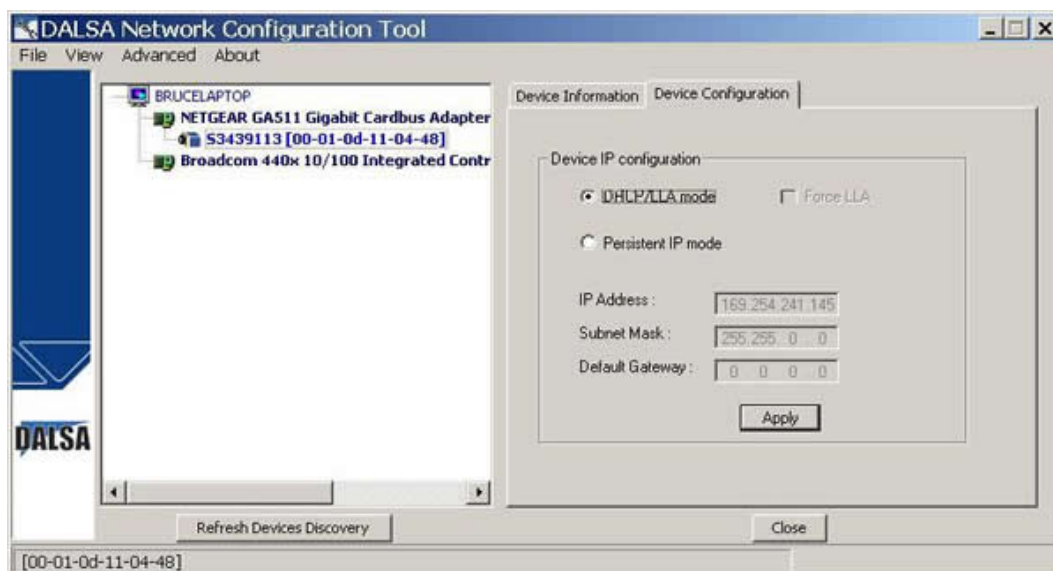 DALSA Network Configuration Tool
File View Advanced About
BRUCELAPTOP
NETGEAR GA511 Gigabit Cardbus Adapter
S3439113 [00-01-0d-11-04-48]
Broadcom 440x 10/100 Integrated Contr
Device Information Device Configuration
Device IP configuration
DHCP/LLA mode Force LLA
Persistent IP mode
IP Address : 169.254.241.145
Subnet Mask : 255.255. 0 . 0
Default Gateway : 0 . 0 . 0 . 0
Apply
DALSA
Refresh Devices Discovery
Close
[00-01-0d-11-04-48]